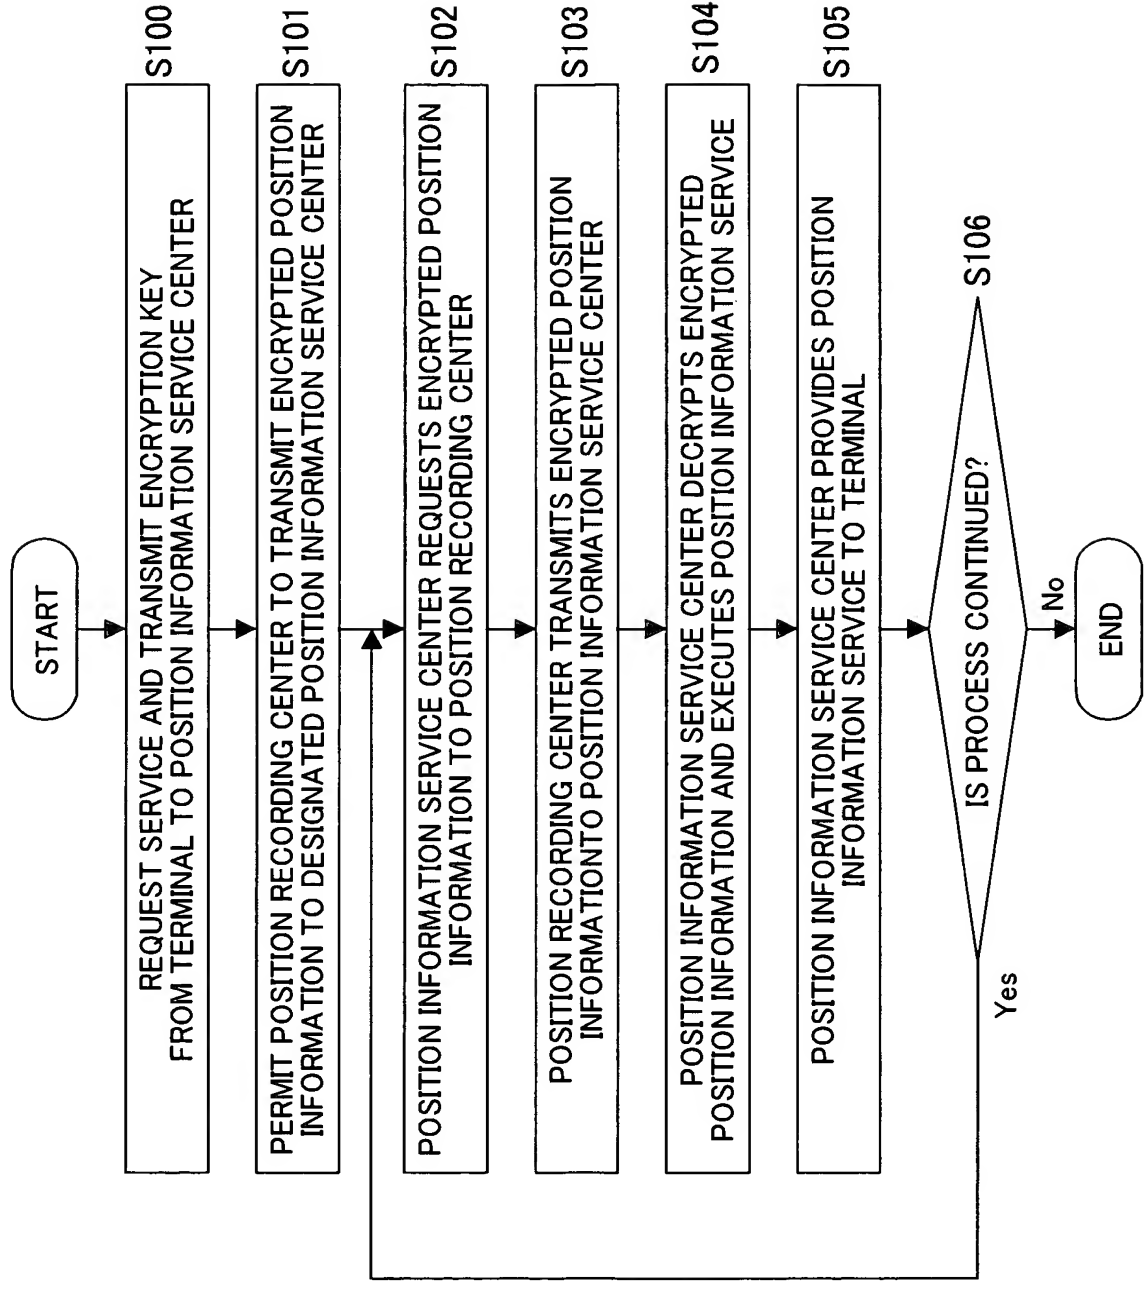 START
S100
REQUEST SERVICE AND TRANSMIT ENCRYPTION KEY
FROM TERMINAL TO POSITION INFORMATION SERVICE CENTER
S101
PERMIT POSITION RECORDING CENTER TO TRANSMIT ENCRYPTED POSITION
INFORMATION TO DESIGNATED POSITION INFORMATION SERVICE CENTER
S102
POSITION INFORMATION SERVICE CENTER REQUESTS ENCRYPTED POSITION
INFORMATION TO POSITION RECORDING CENTER
S103
POSITION RECORDING CENTER TRANSMITS ENCRYPTED POSITION
INFORMATIONTO POSITION INFORMATION SERVICE CENTER
S104
POSITION INFORMATION SERVICE CENTER DECRYPTS ENCRYPTED
POSITION INFORMATION AND EXECUTES POSITION INFORMATION SERVICE
S105
POSITION INFORMATION SERVICE CENTER PROVIDES POSITION
INFORMATION SERVICE TO TERMINAL
S106
IS PROCESS CONTINUED?
Yes
No
END